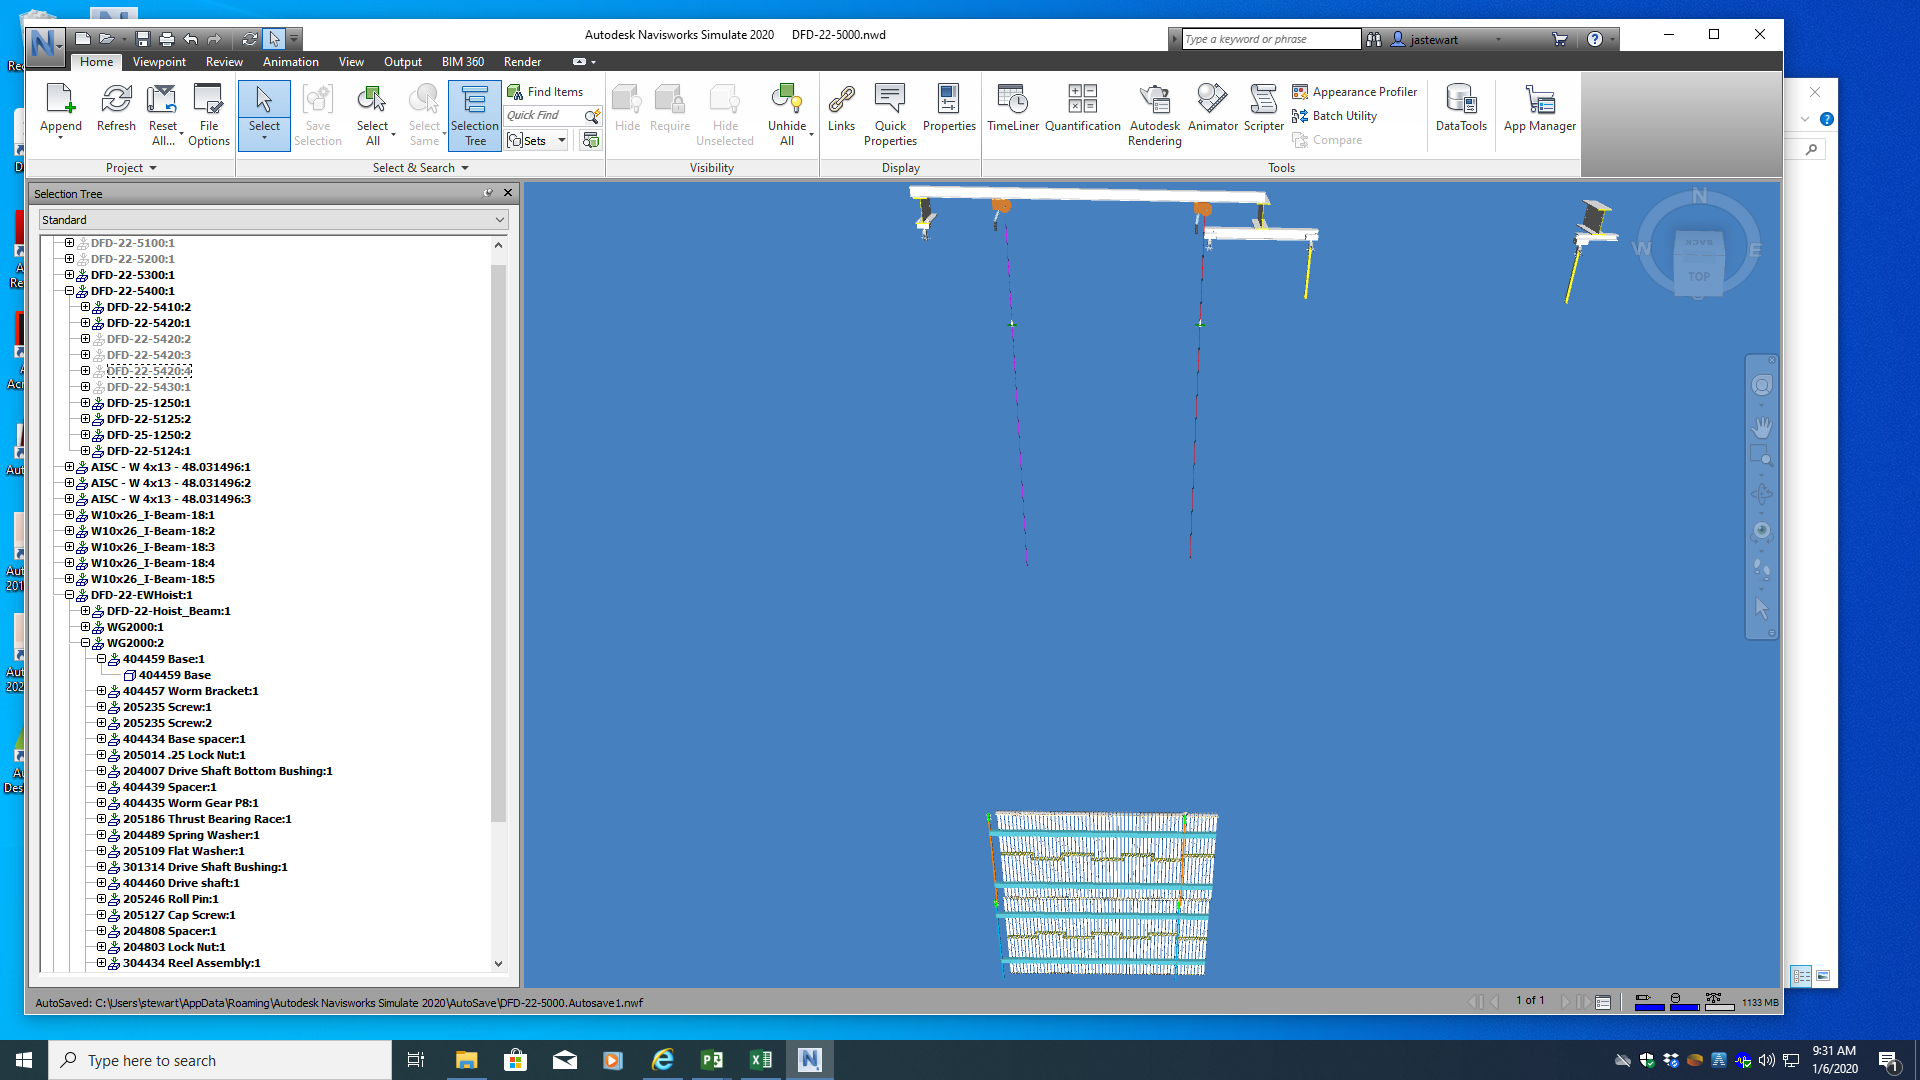 Autodesk Navisworks Simulate 2020 DFD-22-5000.nwd
Type a keyword or phrase
jastewart
Home Viewpoint Review Animation View Output BIM 360 Render
Append
Refresh
Reset All...
File Options
Select
Save Selection
Select All
Select Same
Selection Tree
Find Items
Quick Find
Sets
Hide
Require
Hide Unselected
Unhide All
Links
Quick Properties
Properties
TimeLiner
Quantification
Autodesk Rendering
Animator
Scripter
Appearance Profiler
Batch Utility
Compare
DataTools
App Manager
Project
Select & Search
Visibility
Display
Tools
Selection Tree
Standard
DFD-22-5100:1
DFD-22-5200:1
DFD-22-5300:1
DFD-22-5400:1
DFD-22-5410:2
DFD-22-5420:1
DFD-22-5420:2
DFD-22-5420:3
DFD-22-5420:4
DFD-22-5430:1
DFD-25-1250:1
DFD-22-5125:2
DFD-25-1250:2
DFD-22-5124:1
AISC - W 4x13 - 48.031496:1
AISC - W 4x13 - 48.031496:2
AISC - W 4x13 - 48.031496:3
W10x26_I-Beam-18:1
W10x26_I-Beam-18:2
W10x26_I-Beam-18:3
W10x26_I-Beam-18:4
W10x26_I-Beam-18:5
DFD-22-EWHoist:1
DFD-22-Hoist_Beam:1
WG2000:1
WG2000:2
404459 Base:1
404459 Base
404457 Worm Bracket:1
205235 Screw:1
205235 Screw:2
404434 Base spacer:1
205014 .25 Lock Nut:1
204007 Drive Shaft Bottom Bushing:1
404439 Spacer:1
404435 Worm Gear P8:1
205186 Thrust Bearing Race:1
204489 Spring Washer:1
205109 Flat Washer:1
301314 Drive Shaft Bushing:1
404460 Drive shaft:1
205246 Roll Pin:1
205127 Cap Screw:1
204808 Spacer:1
204803 Lock Nut:1
304434 Reel Assembly:1
N
W
E
BACK
TOP
AutoSaved: C:\Users\stewart\AppData\Roaming\Autodesk Navisworks Simulate 2020\AutoSave\DFD-22-5000.Autosave1.nwf
1 of 1
1133 MB
Type here to search
9:31 AM
1/6/2020
1